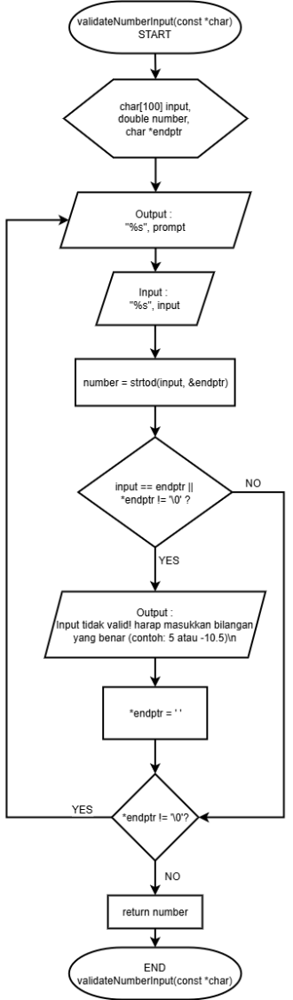 validateNumberInput(const *char)
START
char[100] input,
double number,
char *endptr
Output :
"%s", prompt
Input :
"%s", input
number = strtod(input, &endptr)
input == endptr ||
*endptr != '\0' ?
NO
YES
Output :
Input tidak valid! harap masukkan bilangan
yang benar (contoh: 5 atau -10.5)\n
*endptr = ' '
YES
*endptr != '\0'?
NO
return number
END
validateNumberInput(const *char)